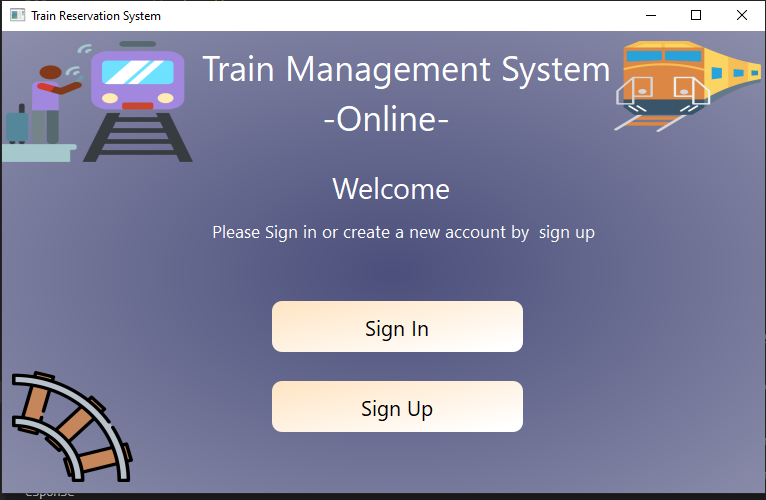 Train Reservation System
Train Management System
-Online-
Welcome
Please Sign in or create a new account by  sign up
Sign In
Sign Up